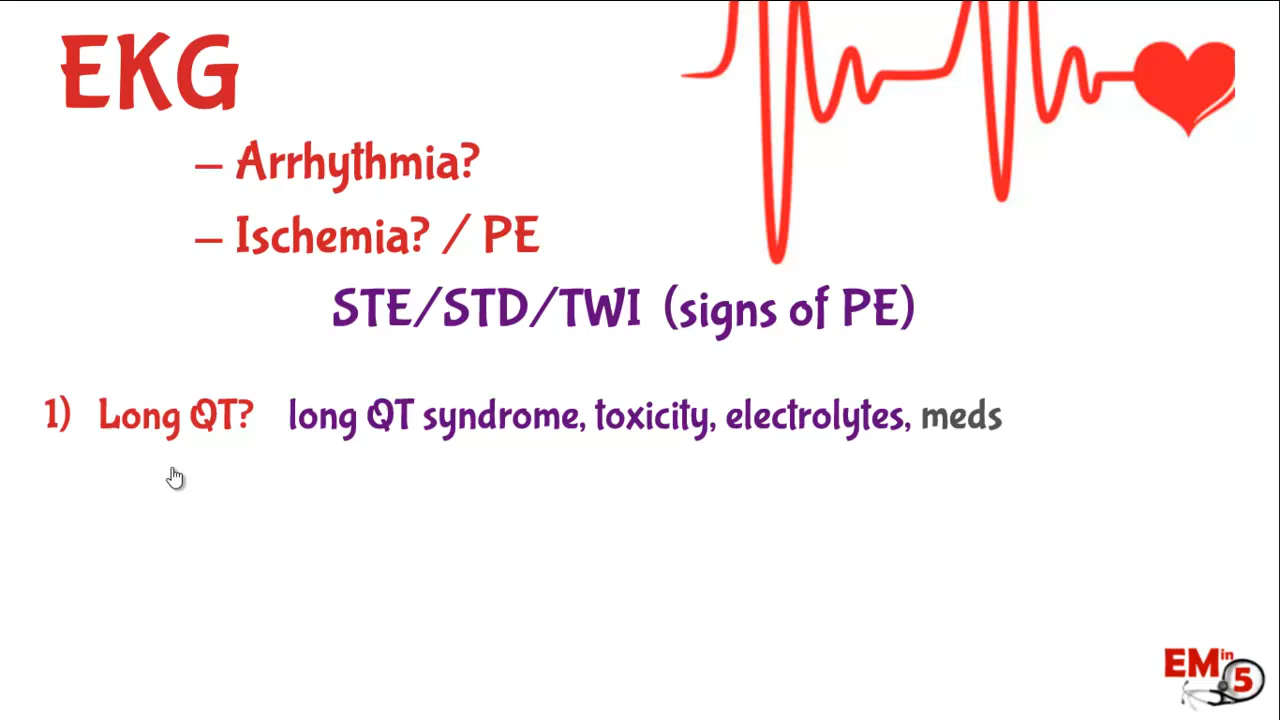 EKG
– Arrhythmia?
– Ischemia? / PE
STE/STD/TWI (signs of PE)
1) Long QT? long QT syndrome, toxicity, electrolytes, meds
EM in 5